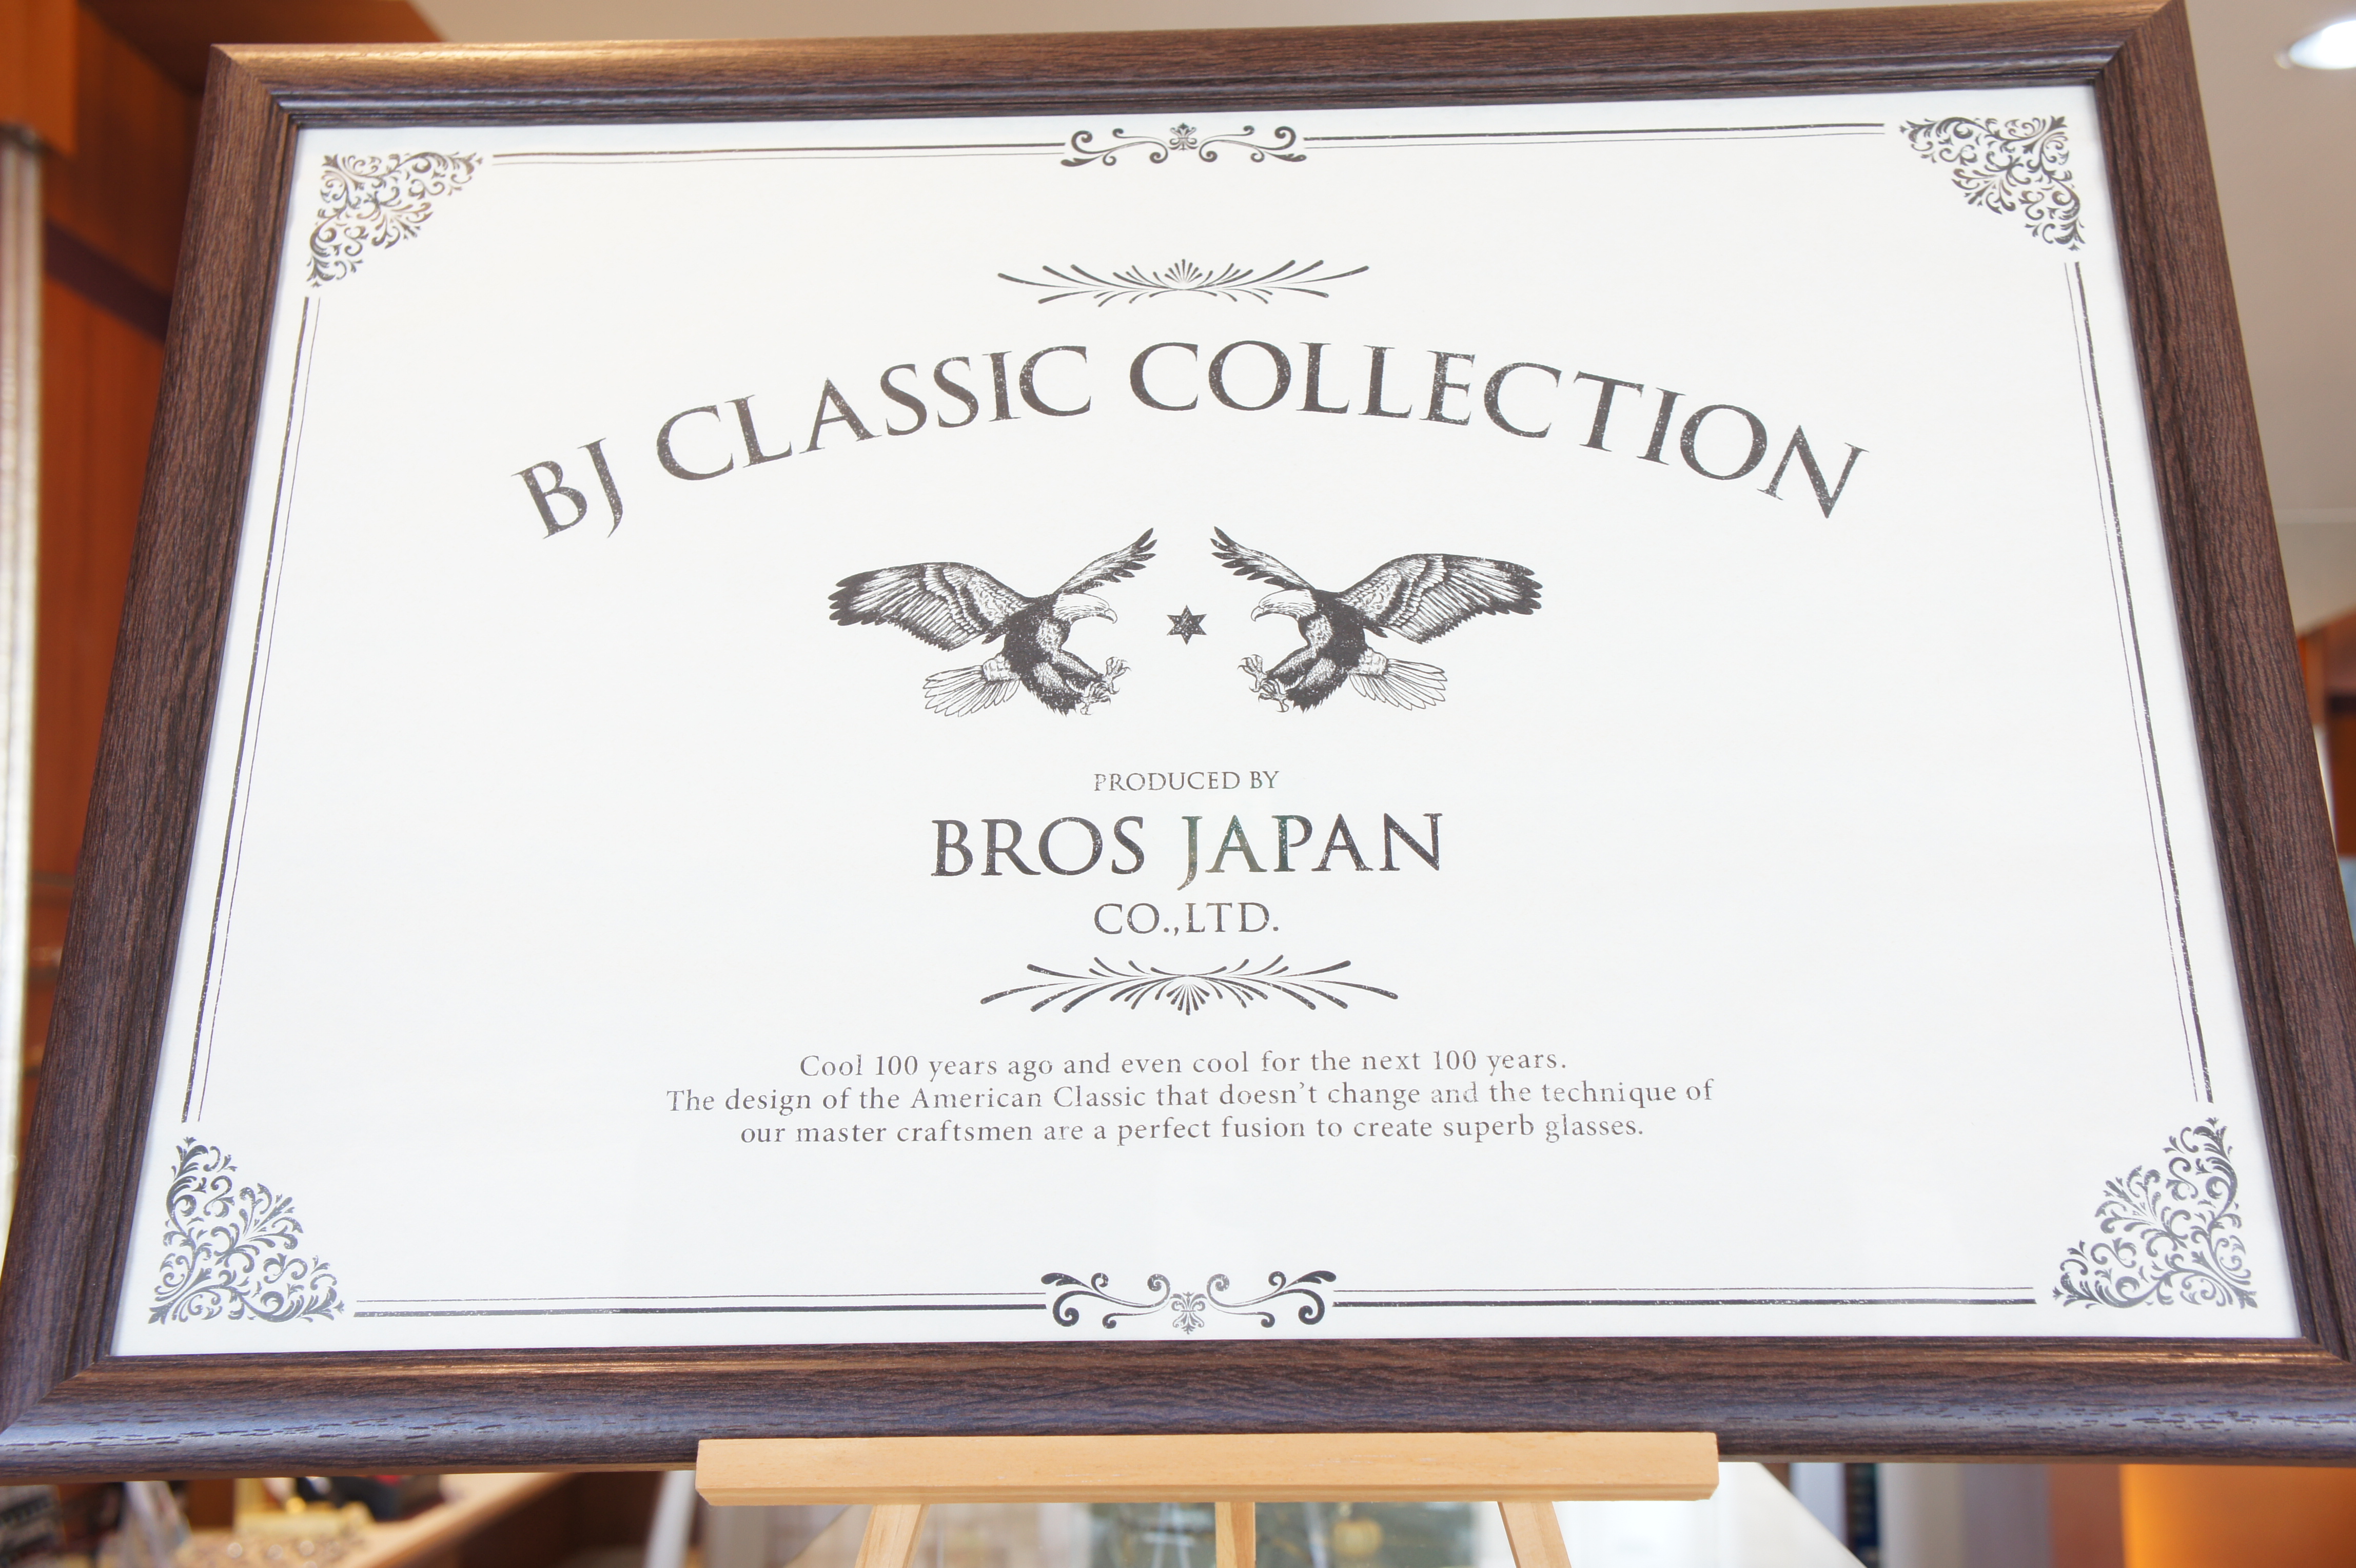 BJ CLASSIC COLLECTION
PRODUCED BY
BROS JAPAN
CO.,LTD.
Cool 100 years ago and even cool for the next 100 years.
The design of the American Classic that doesn't change and the technique of
our master craftsmen are a perfect fusion to create superb glasses.